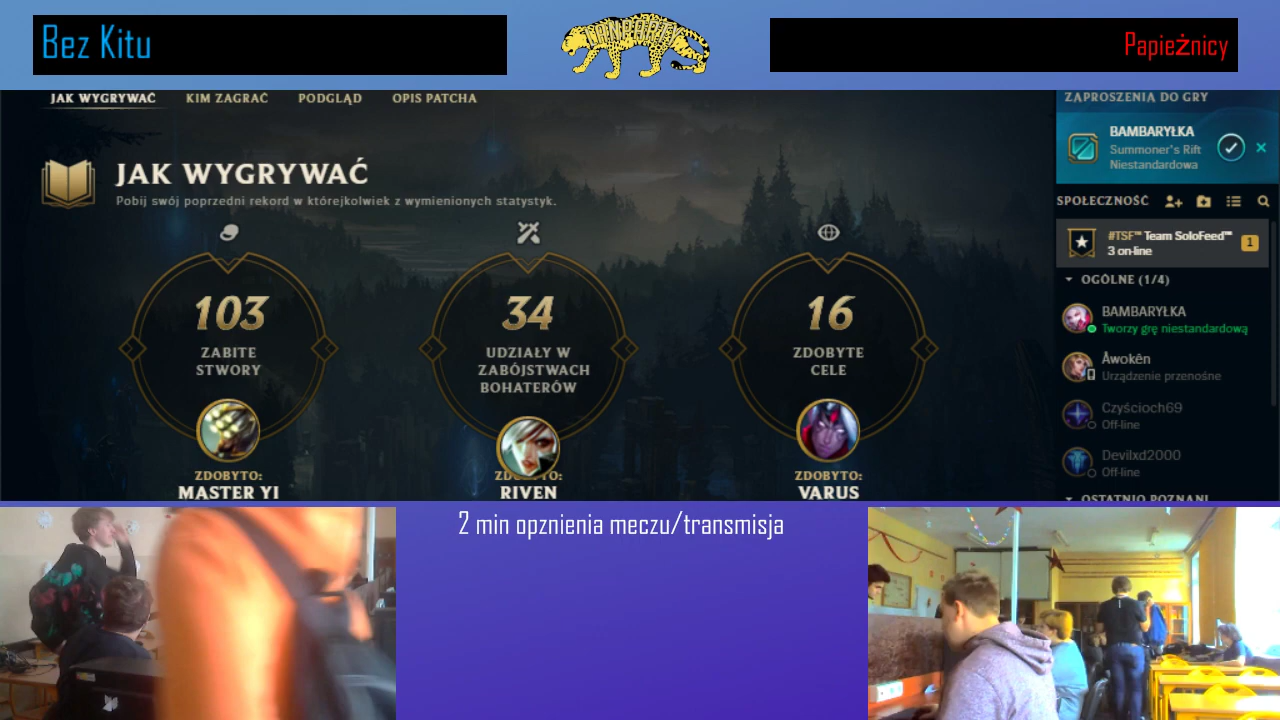 Bez Kitu
LANPARTY
Papieżnicy
JAK WYGRYWAĆ
KIM ZAGRAĆ
PODGLĄD
OPIS PATCHA
JAK WYGRYWAĆ
Pobij swój poprzedni rekord w którejkolwiek z wymienionych statystyk.
103
ZABITE
STWORY
ZDOBYTO:
MASTER YI
34
UDZIAŁY W
ZABÓJSTWACH
BOHATERÓW
RIVEN
16
ZDOBYTE
CELE
ZDOBYTO:
VARUS
ZAPROSZENIA DO GRY
BAMBARYŁKA
Summoner's Rift
Niestandardowa
SPOŁECZNOŚĆ
#TSF™ Team SoloFeed™
3 on-line
1
OGÓLNE (1/4)
BAMBARYŁKA
Tworzy grę niestandardową
Åwokên
Urządzenie przenośne
Czyścioch69
Off-line
Devilxd2000
Off-line
OSTATNIO POZNANI
2 min opznienia meczu/transmisja